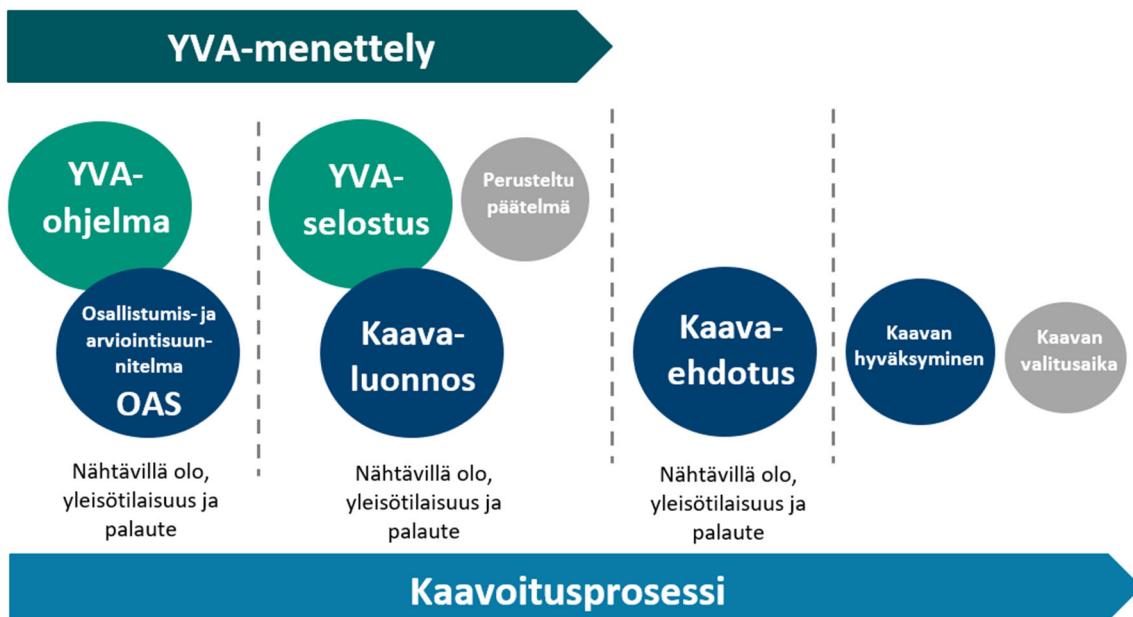 YVA-menettely
YVA-
ohjelma
Osallistumis- ja
arviointisuun-
nitelma
OAS
Nähtävillä olo,
yleisötilaisuus ja
palaute
YVA-
selostus
Perusteltu
päätelmä
Kaava-
luonnos
Nähtävillä olo,
yleisötilaisuus ja
palaute
Kaava-
ehdotus
Nähtävillä olo,
yleisötilaisuus ja
palaute
Kaavan
hyväksyminen
Kaavan
valitusaika
Kaavoitusprosessi